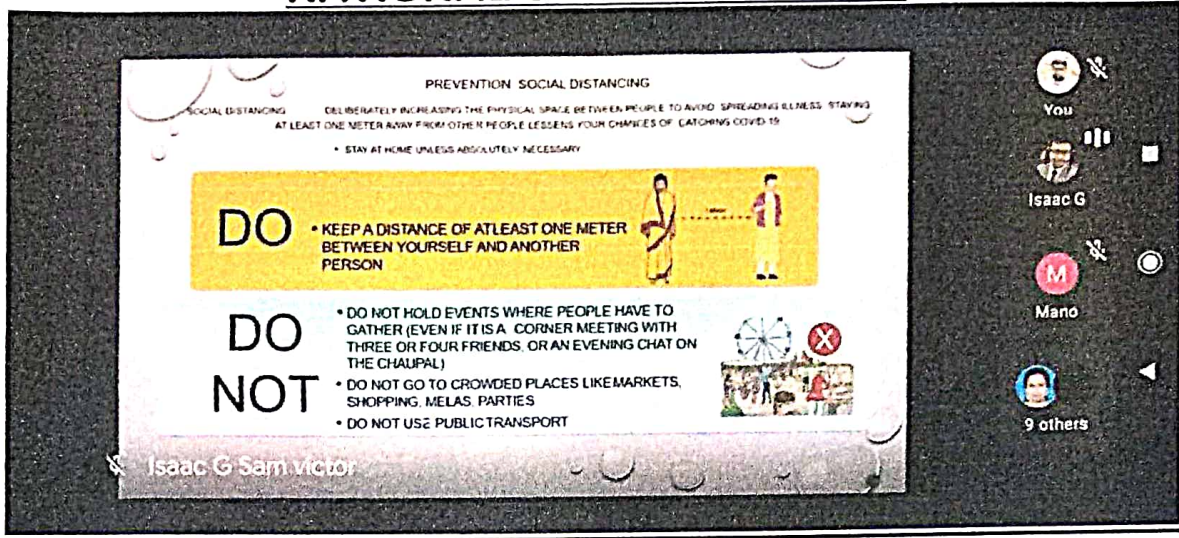 PREVENTION SOCIAL DISTANCING
SOCIAL DISTANCING DELIBERATELY INCREASING THE PHYSICAL SPACE BETWEEN PEOPLE TO AVOID SPREADING ILLNESS STAYING
AT LEAST ONE METER AWAY FROM OTHER PEOPLE LESSENS YOUR CHANCES OF CATCHING COVID-19
• STAY AT HOME UNLESS ABSOLUTELY NECESSARY
DO
• KEEP A DISTANCE OF ATLEAST ONE METER
BETWEEN YOURSELF AND ANOTHER
PERSON
DO
NOT
• DO NOT HOLD EVENTS WHERE PEOPLE HAVE TO
GATHER (EVEN IF IT IS A CORNER MEETING WITH
THREE OR FOUR FRIENDS, OR AN EVENING CHAT ON
THE CHAUPAL)
• DO NOT GO TO CROWDED PLACES LIKE MARKETS,
SHOPPING, MELAS, PARTIES
• DO NOT USE PUBLIC TRANSPORT
Isaac G Sam victor
You
Isaac G
M
Mano
9 others